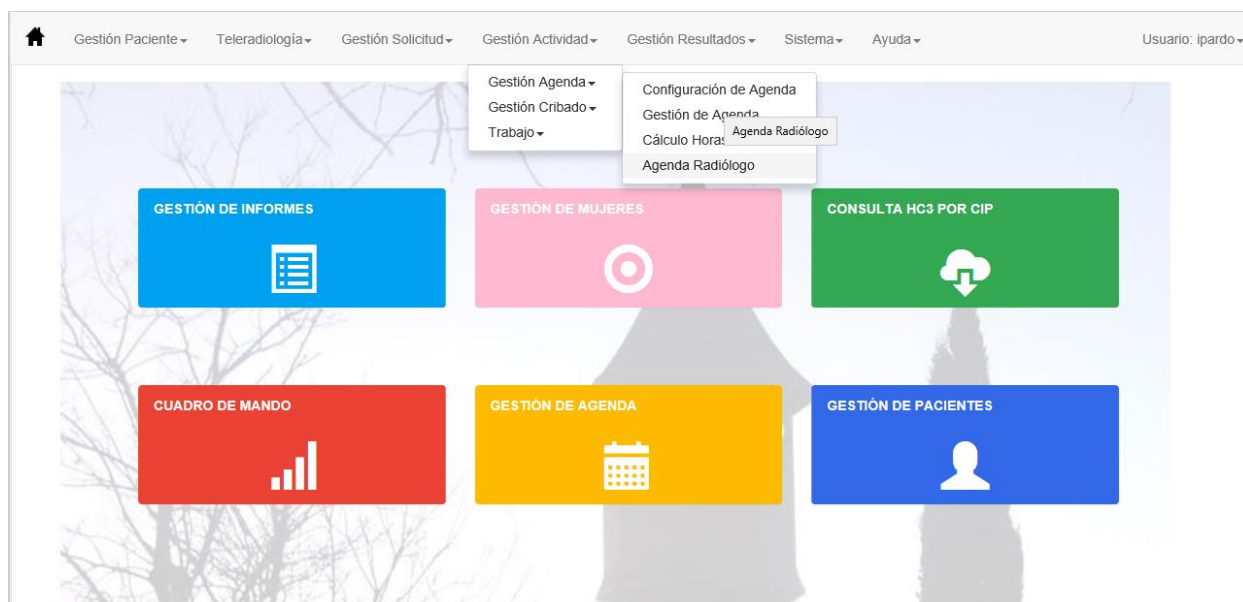 Gestión Paciente Teleradiología Gestión Solicitud Gestión Actividad Gestión Resultados Sistema Ayuda Usuario: ipardo
Gestión Agenda
Gestión Cribado
Trabajo
Configuración de Agenda
Gestión de Agenda
Cálculo Horas
Agenda Radiólogo
Agenda Radiólogo
GESTIÓN DE INFORMES
GESTIÓN DE MUJERES
CONSULTA HC3 POR CIP
CUADRO DE MANDO
GESTIÓN DE AGENDA
GESTIÓN DE PACIENTES